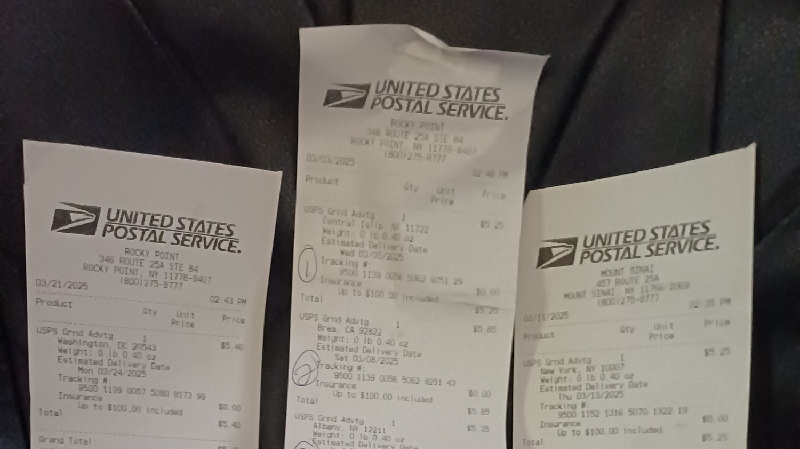 UNITED STATES
POSTAL SERVICE.
ROCKY POINT
346 ROUTE 25A STE 84
ROCKY POINT, NY 11778-8407
(800)275-8777
03/21/2025 02:43 PM
Product Qty Unit Price
Price
USPS Grnd Advtg 1 $5.40
Washington, DC 20543
Weight: 0 lb 0.40 oz
Estimated Delivery Date
Mon 03/24/2025
Tracking #:
9500 1139 0057 5080 8173 99
Insurance $0.00
Up to $100.00 included
Total $5.40
Grand Total:
UNITED STATES
POSTAL SERVICE.
ROCKY POINT
346 ROUTE 25A STE 84
ROCKY POINT, NY 11778-8407
(800)275-8777
03/03/2025 02:48 PM
Product Qty Unit Price
Price
USPS Grnd Advtg 1 $5.25
Central Islip, NY 11722
Weight: 0 lb 0.40 oz
Estimated Delivery Date
Wed 03/05/2025
1 Tracking #:
9500 1139 0056 5062 9251 29
Insurance $0.00
Up to $100.00 included
Total $5.25
USPS Grnd Advtg 1 $5.85
Brea, CA 92822
Weight: 0 lb 0.40 oz
Estimated Delivery Date
Sat 03/08/2025
2 Tracking #:
9500 1139 0056 5062 9251 43
Insurance $0.00
Up to $100.00 included
Total $5.85
USPS Grnd Advtg 1 $5.25
Albany, NY 12211
Weight: 0 lb 0.40 oz
Estimated Delivery Date
UNITED STATES
POSTAL SERVICE.
MOUNT SINAI
457 ROUTE 25A
MOUNT SINAI, NY 11766-2069
(800)275-8777
03/11/2025 02:35 PM
Product Qty Unit Price
Price
USPS Grnd Advtg 1 $5.25
New York, NY 10007
Weight: 0 lb 0.40 oz
Estimated Delivery Date
Thu 03/13/2025
Tracking #:
9500 1152 1316 5070 1322 19
Insurance $0.00
Up to $100.00 included
Total $5.25